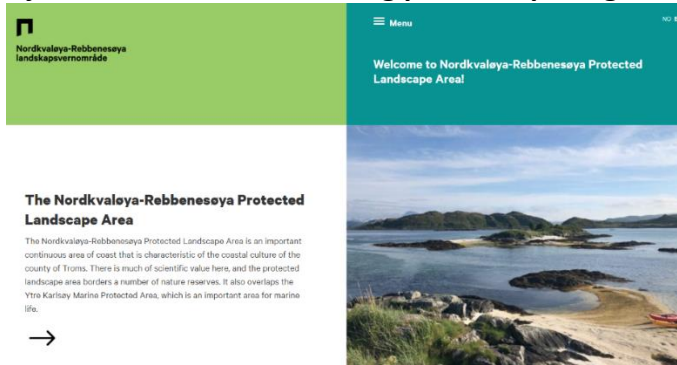 Nordkvaløya-Rebbenesøya
landskapsvernområde
Menu
NO
Welcome to Nordkvaløya-Rebbenesøya Protected
Landscape Area!
The Nordkvaløya-Rebbenesøya Protected
Landscape Area
The Nordkvaløya-Rebbenesøya Protected Landscape Area is an important
continuous area of coast that is characteristic of the coastal culture of the
county of Troms. There is much of scientific value here, and the protected
landscape area borders a number of nature reserves. It also overlaps the
Ytre Karlsøy Marine Protected Area, which is an important area for marine
life.